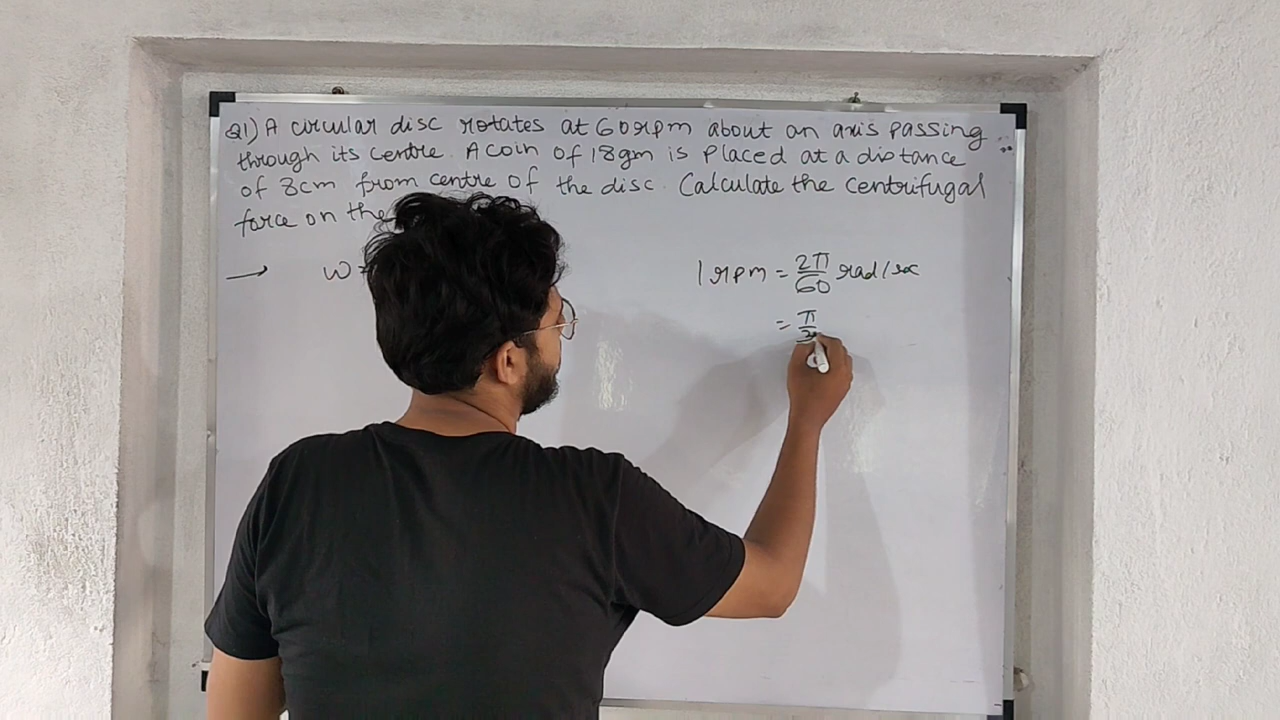 Q1) A circular disc rotates at 60rpm about an axis passing
through its centre. A coin of 18gm is placed at a distance
of 8cm from centre of the disc. Calculate the centrifugal
force on the
→ ω
1 rpm = 2π/60 rad/sec
= π/30